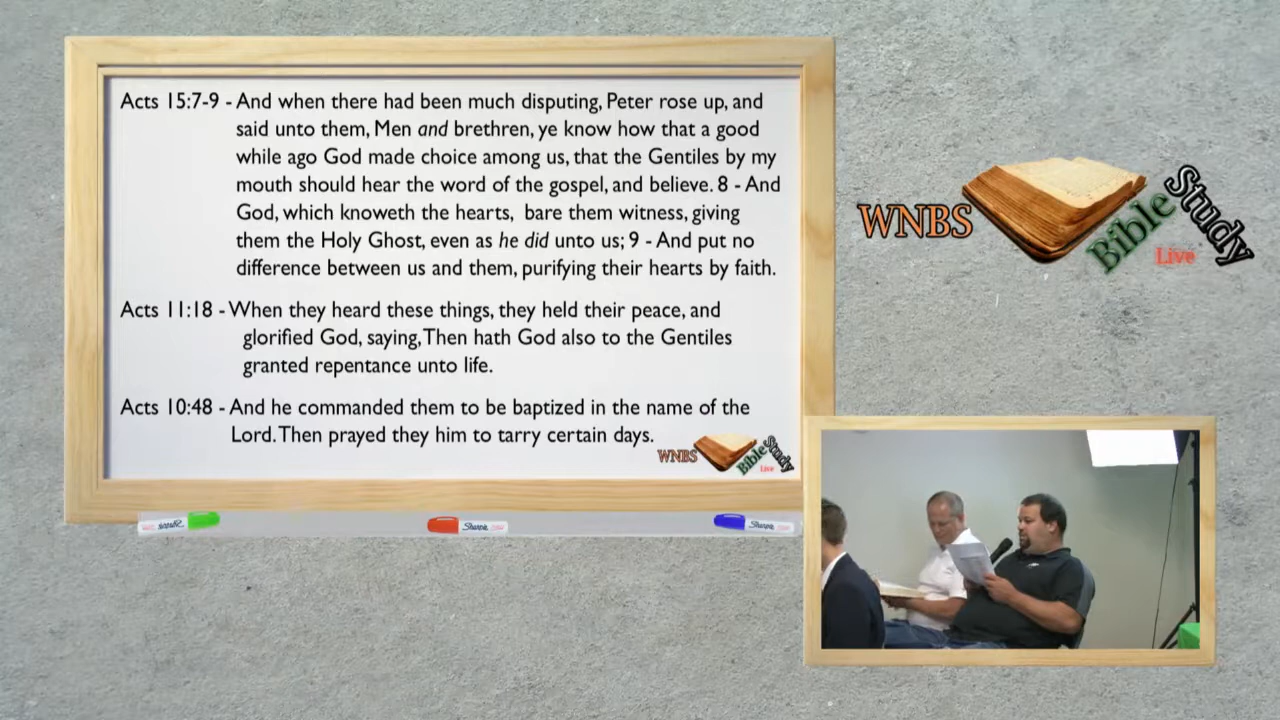 Acts 15:7-9 - And when there had been much disputing, Peter rose up, and
said unto them, Men and brethren, ye know how that a good
while ago God made choice among us, that the Gentiles by my
mouth should hear the word of the gospel, and believe. 8 - And
God, which knoweth the hearts, bare them witness, giving
them the Holy Ghost, even as he did unto us; 9 - And put no
difference between us and them, purifying their hearts by faith.
Acts 11:18 - When they heard these things, they held their peace, and
glorified God, saying, Then hath God also to the Gentiles
granted repentance unto life.
Acts 10:48 - And he commanded them to be baptized in the name of the
Lord. Then prayed they him to tarry certain days.
WNBS Bible Study
Live
Sharpie
Sharpie
Sharpie
WNBS Bible Study
Live